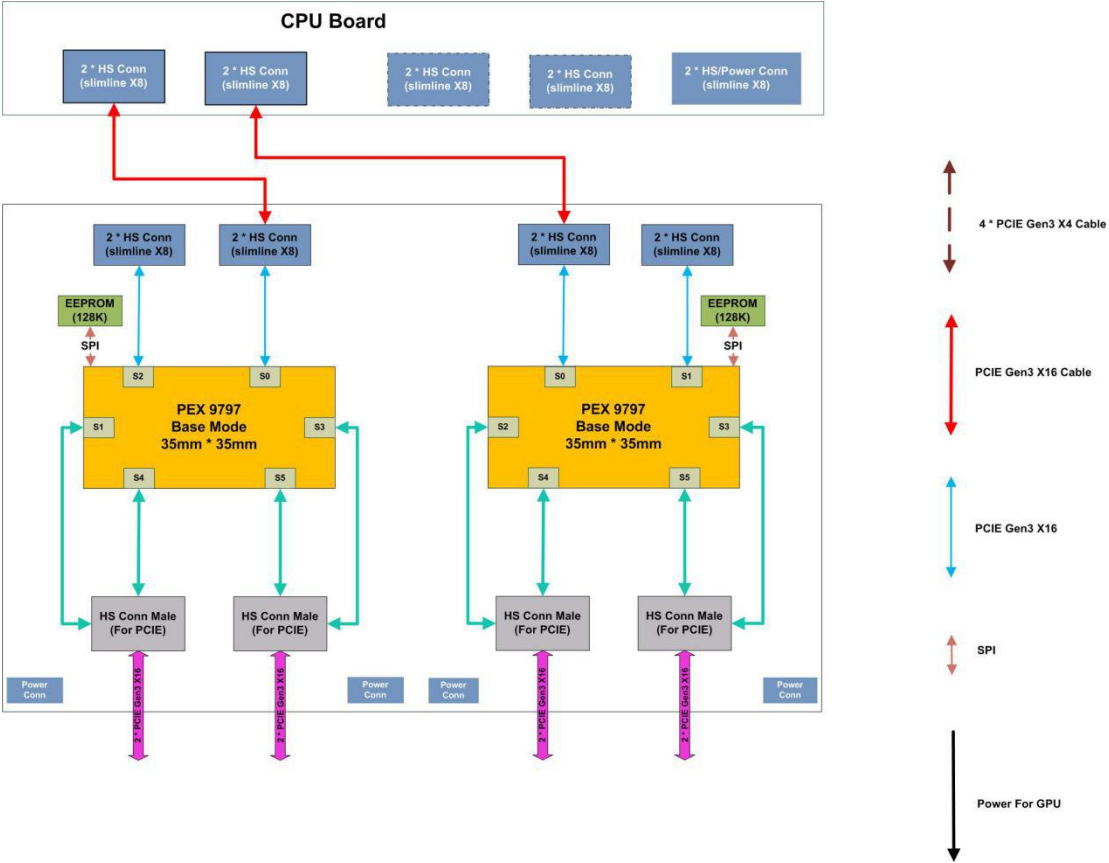 CPU Board
2 * HS Conn
(slimline X8)
2 * HS Conn
(slimline X8)
2 * HS Conn
(slimline X8)
2 * HS Conn
(slimline X8)
2 * HS/Power Conn
(slimline X8)
2 * HS Conn
(slimline X8)
2 * HS Conn
(slimline X8)
2 * HS Conn
(slimline X8)
2 * HS Conn
(slimline X8)
EEPROM
(128K)
SPI
EEPROM
(128K)
SPI
S2
S0
S1
PEX 9797
Base Mode
35mm * 35mm
S3
S4
S5
S0
S1
S2
PEX 9797
Base Mode
35mm * 35mm
S3
S4
S5
HS Conn Male
(For PCIE)
HS Conn Male
(For PCIE)
HS Conn Male
(For PCIE)
HS Conn Male
(For PCIE)
Power
Conn
2 * PCIE Gen3 X16
2 * PCIE Gen3 X16
Power
Conn
Power
Conn
2 * PCIE Gen3 X16
2 * PCIE Gen3 X16
Power
Conn
4 * PCIE Gen3 X4 Cable
PCIE Gen3 X16 Cable
PCIE Gen3 X16
SPI
Power For GPU